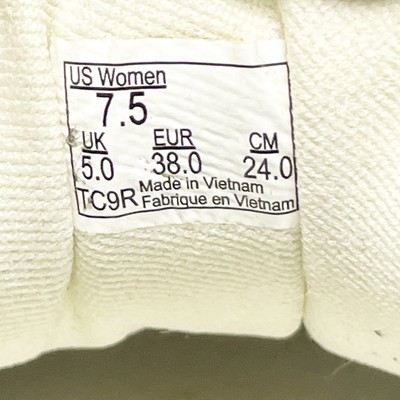 US Women
7.5
UK EUR CM
5.0 38.0 24.0
TC9R Made in Vietnam
Fabrique en Vietnam